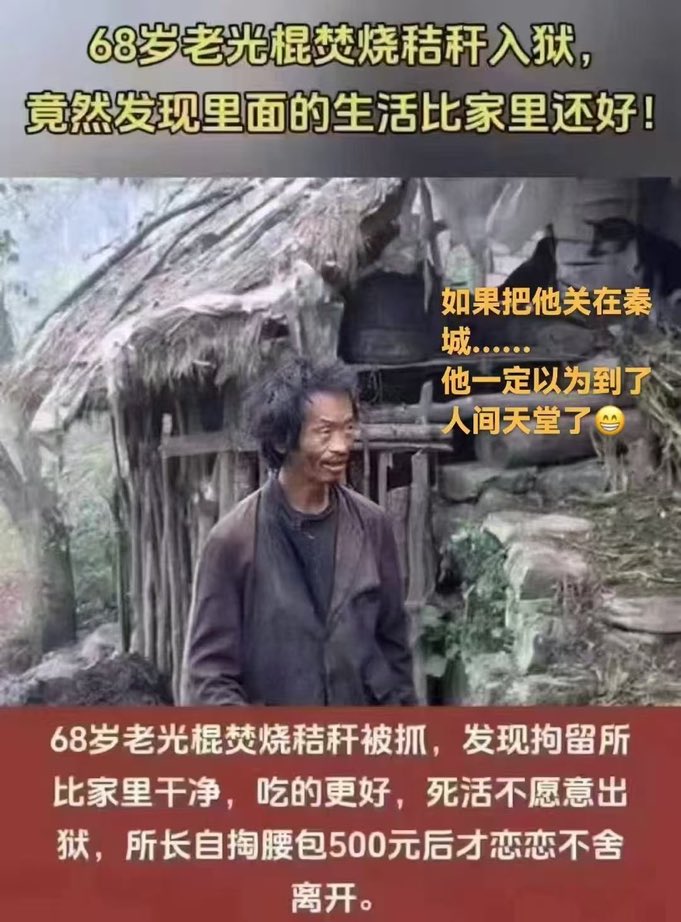 68岁老光棍焚烧秸秆入狱，
竟然发现里面的生活比家里还好！
如果把他关在秦
城……
他一定以为到了
人间天堂了😁
68岁老光棍焚烧秸秆被抓，发现拘留所
比家里干净，吃的更好，死活不愿意出
狱，所长自掏腰包500元后才恋恋不舍
离开。